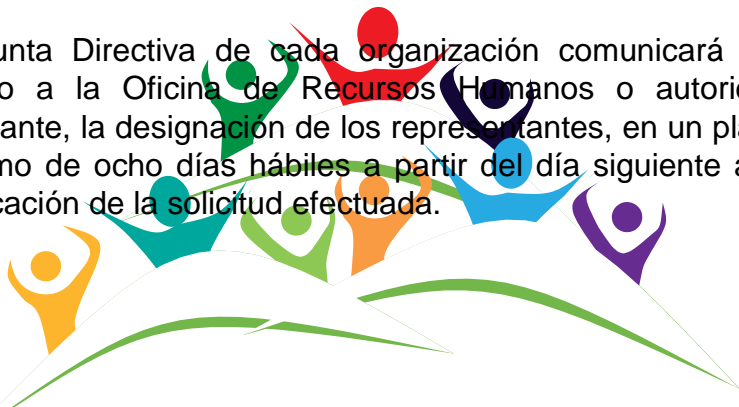 unta Directiva de cada organización comunicará
o a la Oficina de Recursos Humanos o autori
ante, la designación de los representantes, en un pla
mo de ocho días hábiles a partir del día siguiente a
cación de la solicitud efectuada.